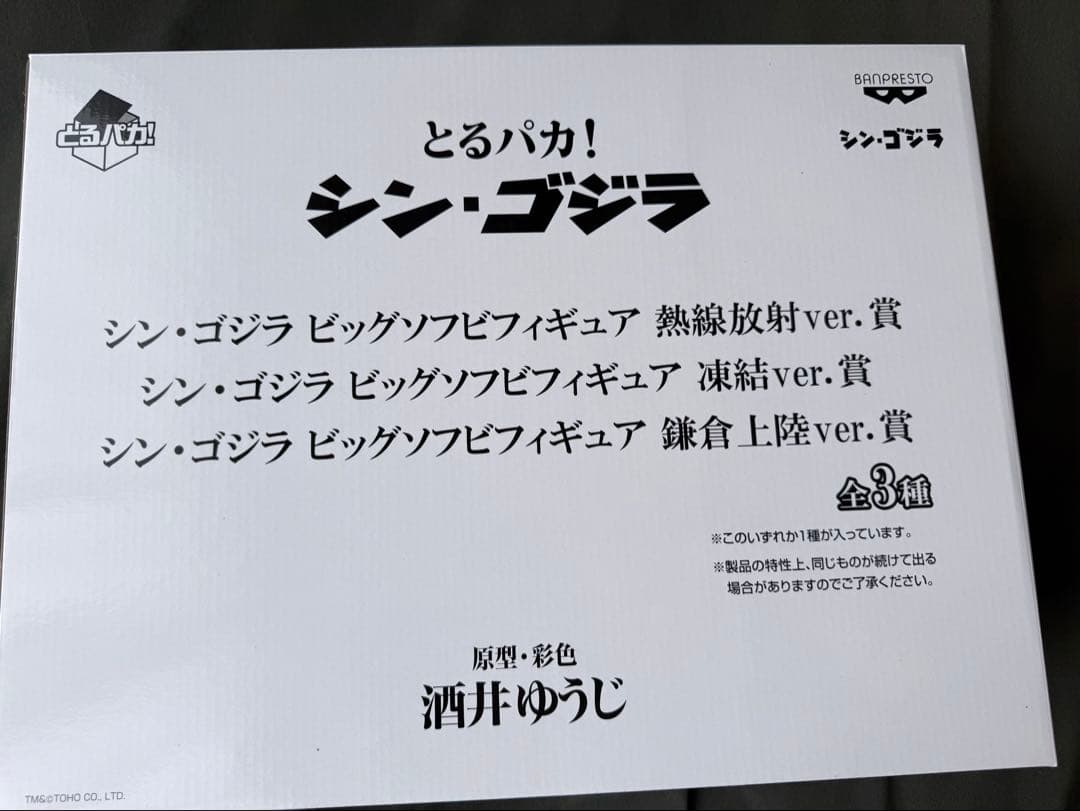 とるパカ!
BANPRESTO
シン・ゴジラ
とるパカ!
シン・ゴジラ
シン・ゴジラ ビッグソフビフィギュア 熱線放射ver.賞
シン・ゴジラ ビッグソフビフィギュア 凍結ver.賞
シン・ゴジラ ビッグソフビフィギュア 鎌倉上陸ver.賞
全3種
※このいずれか1種が入っています。
※製品の特性上、同じものが続けて出る
場合がありますのでご了承ください。
原型・彩色
酒井ゆうじ
TM&©TOHO CO., LTD.